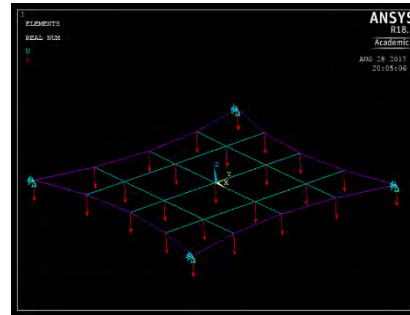 1
ELEMENTS
REAL NUM
U
F
ANSYS
R18.
Academic
AUG 28 2017
20:05:06
Z
Y
X